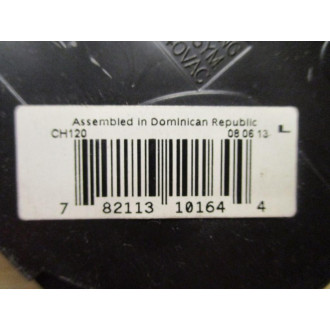 Assembled in Dominican Republic
CH120 08 06 13 L
7 82113 10164 4